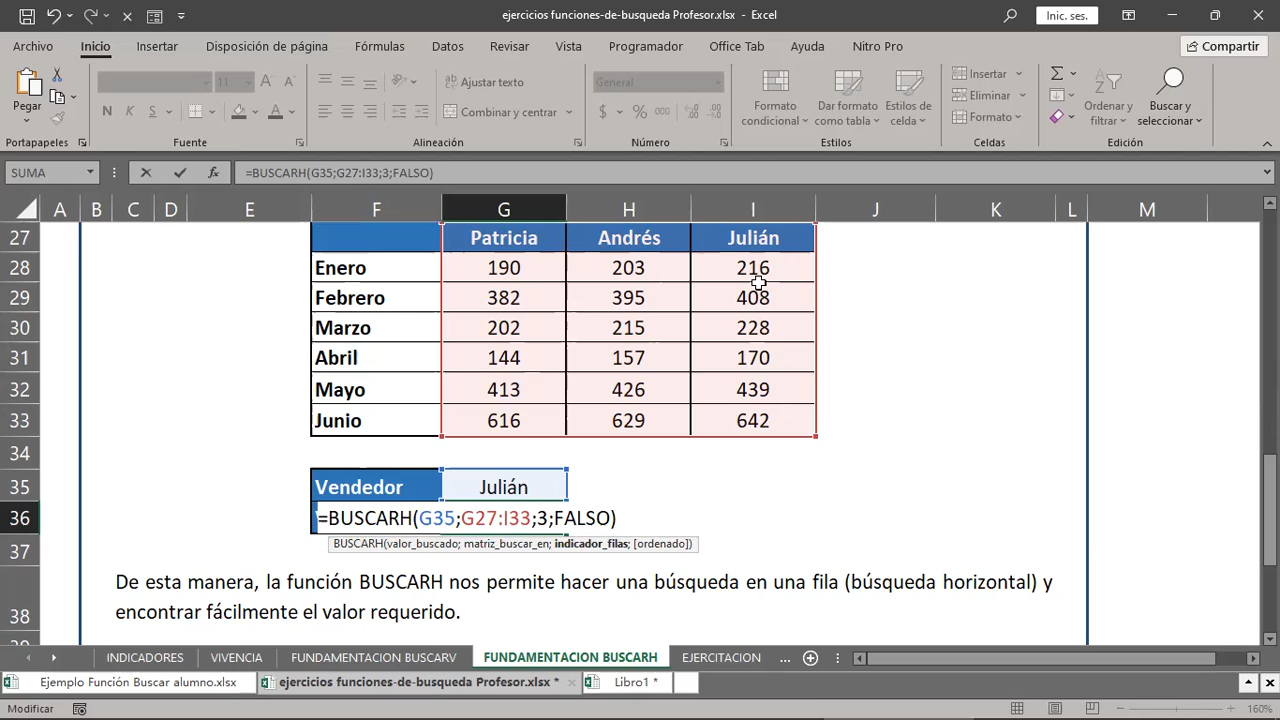 ejercicios funciones-de-busqueda Profesor.xlsx - Excel
Inic. ses.
Archivo Inicio Insertar Disposición de página Fórmulas Datos Revisar Vista Programador Office Tab Ayuda Nitro Pro Compartir
Pegar
N K S
11
Ajustar texto
Combinar y centrar
General
$ % 000
Formato condicional
Dar formato como tabla
Estilos de celda
Insertar
Eliminar
Formato
Ordenar y filtrar
Buscar y seleccionar
Portapapeles Fuente Alineación Número Estilos Celdas Edición
SUMA =BUSCARH(G35;G27:I33;3;FALSO)
A B C D E F G H I J K L M
27 Patricia Andrés Julián
28 Enero 190 203 216
29 Febrero 382 395 408
30 Marzo 202 215 228
31 Abril 144 157 170
32 Mayo 413 426 439
33 Junio 616 629 642
34
35 Vendedor Julián
36 =BUSCARH(G35;G27:I33;3;FALSO)
BUSCARH(valor_buscado; matriz_buscar_en; indicador_filas; [ordenado])
37
De esta manera, la función BUSCARH nos permite hacer una búsqueda en una fila (búsqueda horizontal) y
38 encontrar fácilmente el valor requerido.
INDICADORES VIVENCIA FUNDAMENTACION BUSCARV FUNDAMENTACION BUSCARH EJERCITACION ...
Ejemplo Función Buscar alumno.xlsx ejercicios funciones-de-busqueda Profesor.xlsx * Libro1 *
Modificar 160%